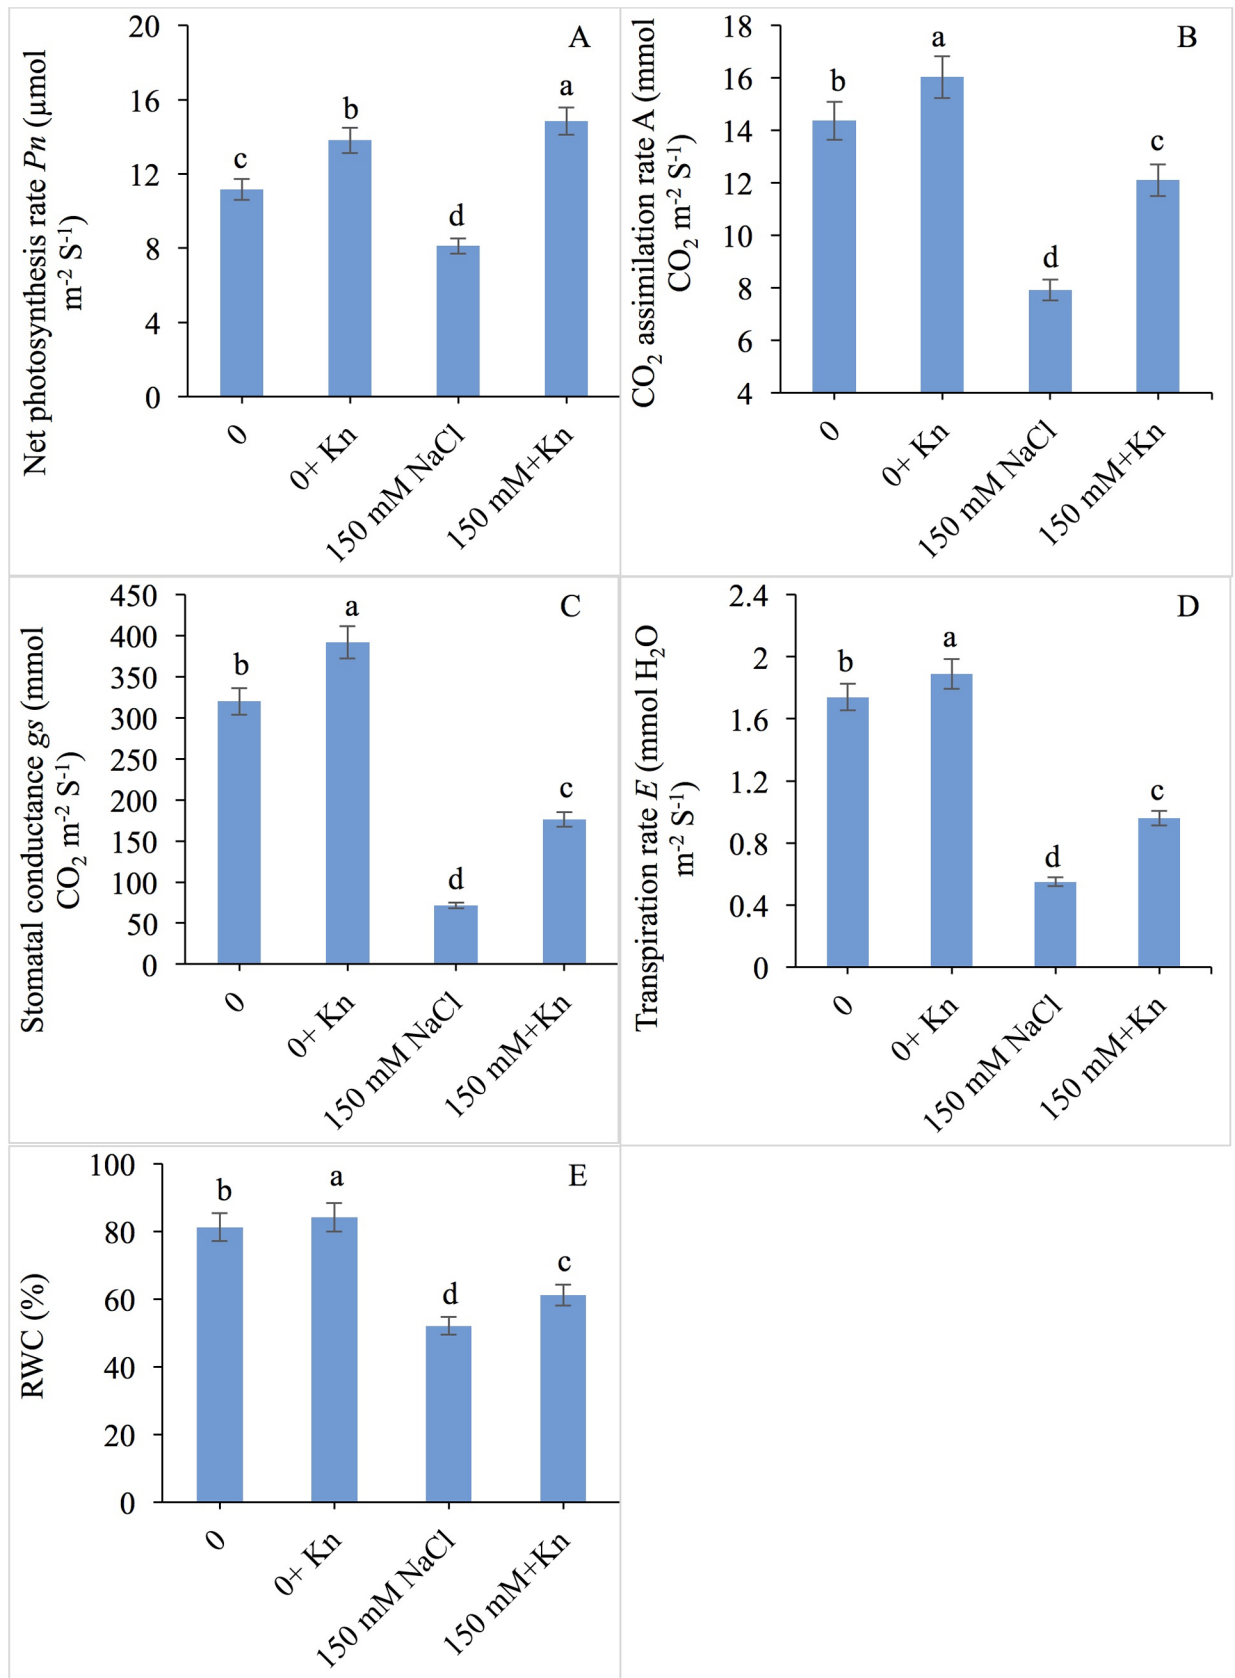 A
Net photosynthesis rate Pn (µmol
m-2 S-1)
20
16
12
8
4
0
c
b
d
a
0
0+ Kn
150 mM NaCl
150 mM+Kn
B
CO2 assimilation rate A (mmol
CO2 m-2 S-1)
18
16
14
12
10
8
6
4
b
a
d
c
0
0+ Kn
150 mM NaCl
150 mM+Kn
C
Stomatal conductance gs (mmol
CO2 m-2 S-1)
450
400
350
300
250
200
150
100
50
0
b
a
d
c
0
0+ Kn
150 mM NaCl
150 mM+Kn
D
Transpiration rate E (mmol H2O
m-2 S-1)
2.4
2
1.6
1.2
0.8
0.4
0
b
a
d
c
0
0+ Kn
150 mM NaCl
150 mM+Kn
E
RWC (%)
100
80
60
40
20
0
b
a
d
c
0
0+ Kn
150 mM NaCl
150 mM+Kn